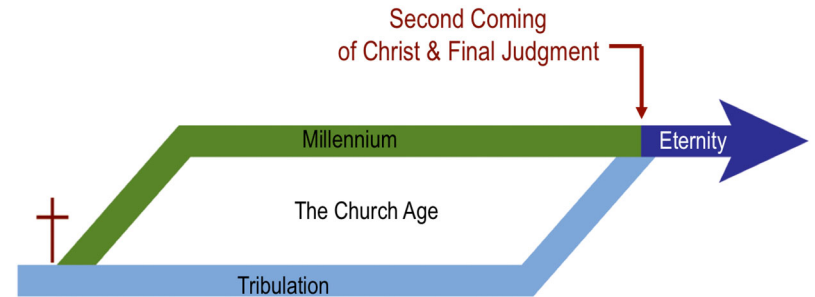 Second Coming
of Christ & Final Judgment
Millennium
Eternity
The Church Age
Tribulation